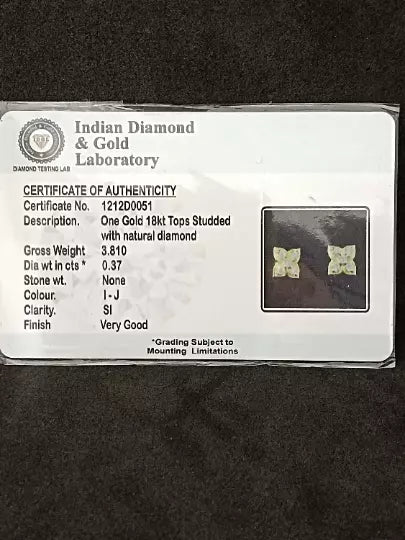 Indian Diamond
& Gold
Laboratory
DIAMOND TESTING LAB
CERTIFICATE OF AUTHENTICITY
Certificate No. 1212D0051
Description. One Gold 18kt Tops Studded
with natural diamond
Gross Weight 3.810
Dia wt in cts * 0.37
Stone wt. None
Colour. I - J
Clarity. SI
Finish Very Good
*Grading Subject to
Mounting Limitations